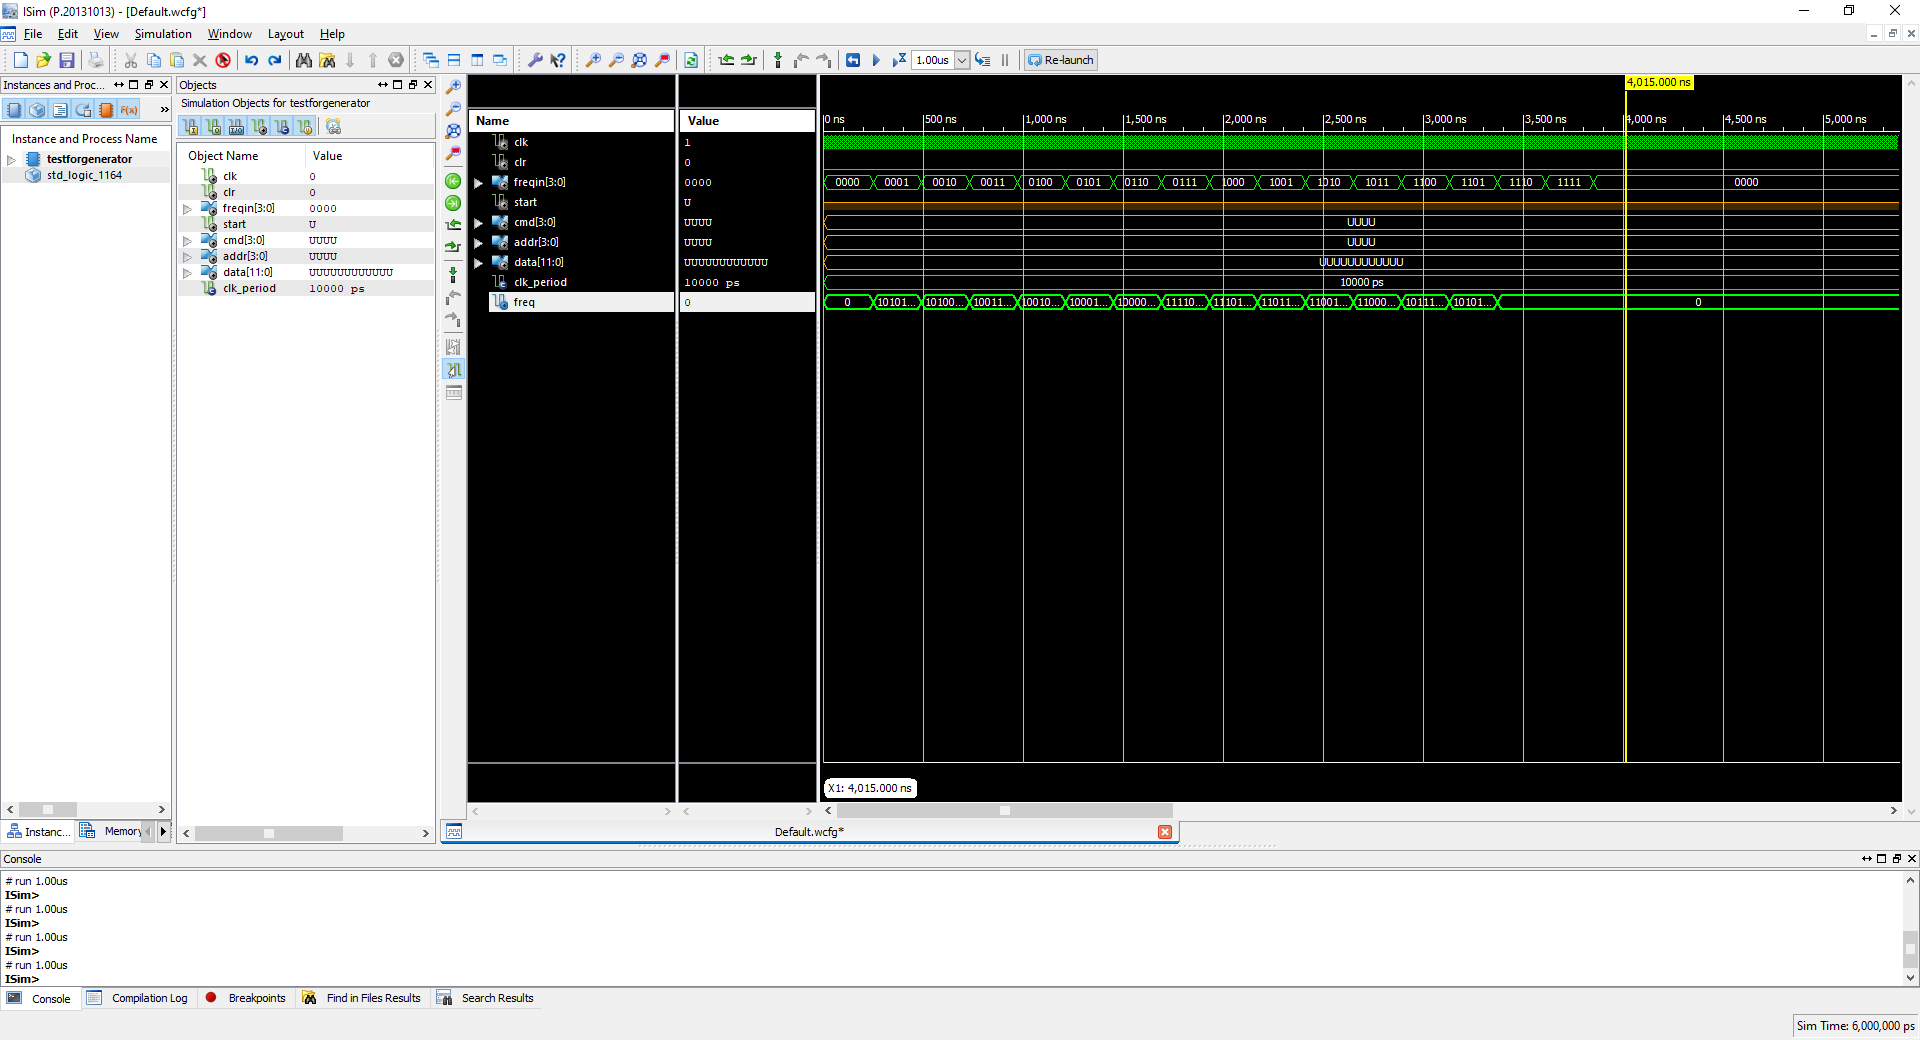 ISim (P.20131013) - [Default.wcfg*]
File Edit View Simulation Window Layout Help
1.00us
Re-launch
Instances and Proc...
F(x)
»
Instance and Process Name
testforgenerator
std_logic_1164
Instanc...
Memory
Objects
Simulation Objects for testforgenerator
Object Name Value
clk 0
clr 0
freqin[3:0] 0000
start U
cmd[3:0] UUUU
addr[3:0] UUUU
data[11:0] UUUUUUUUUUUU
clk_period 10000 ps
Name Value
clk 1
clr 0
freqin[3:0] 0000
start U
cmd[3:0] UUUU
addr[3:0] UUUU
data[11:0] UUUUUUUUUUUU
clk_period 10000 ps
freq 0
4,015.000 ns
0 ns 500 ns 1,000 ns 1,500 ns 2,000 ns 2,500 ns 3,000 ns 3,500 ns 4,000 ns 4,500 ns 5,000 ns
0000 0001 0010 0011 0100 0101 0110 0111 1000 1001 1010 1011 1100 1101 1110 1111 0000
UUUU
UUUU
UUUUUUUUUUUU
10000 ps
0 10101... 10100... 10011... 10010... 10001... 10000... 11110... 11101... 11011... 11001... 11000... 10111... 10101... 0
X1: 4,015.000 ns
Default.wcfg*
Console
# run 1.00us
ISim>
# run 1.00us
ISim>
# run 1.00us
ISim>
# run 1.00us
ISim>
Console Compilation Log Breakpoints Find in Files Results Search Results
Sim Time: 6,000,000 ps